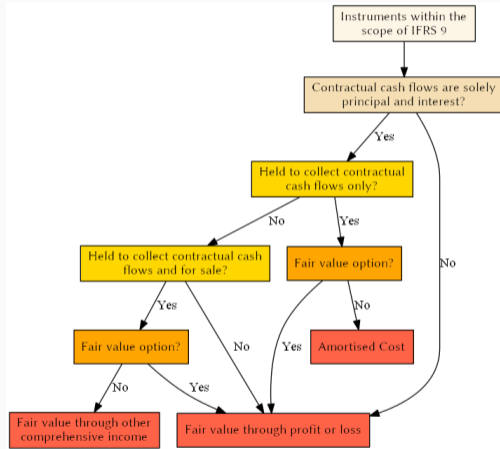 Instruments within the
scope of IFRS 9
Contractual cash flows are solely
principal and interest?
Yes
Held to collect contractual
cash flows only?
No
Yes
Held to collect contractual cash
flows and for sale?
Fair value option?
No
Yes
No
Fair value option?
No
Yes
Amortised Cost
No
Yes
Fair value through other
comprehensive income
Fair value through profit or loss